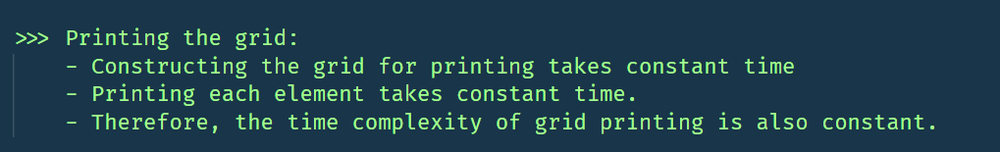 >>> Printing the grid:
- Constructing the grid for printing takes constant time
- Printing each element takes constant time.
- Therefore, the time complexity of grid printing is also constant.